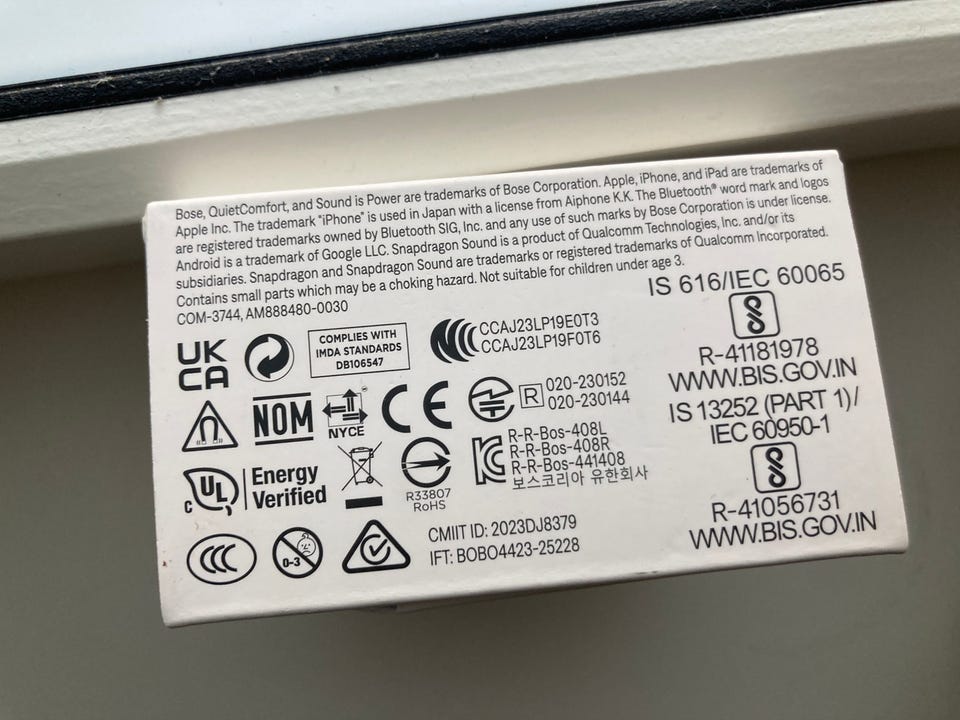 Bose, QuietComfort, and Sound is Power are trademarks of Bose Corporation. Apple, iPhone, and iPad are trademarks of
Apple Inc. The trademark "iPhone" is used in Japan with a license from Aiphone K.K. The Bluetooth® word mark and logos
are registered trademarks owned by Bluetooth SIG, Inc. and any use of such marks by Bose Corporation is under license.
Android is a trademark of Google LLC. Snapdragon Sound is a product of Qualcomm Technologies, Inc. and/or its
subsidiaries. Snapdragon and Snapdragon Sound are trademarks or registered trademarks of Qualcomm Incorporated.
Contains small parts which may be a choking hazard. Not suitable for children under age 3.
COM-3744, AM888480-0030
UK
CA
COMPLIES WITH
IMDA STANDARDS
DB106547
CCAJ23LP19E0T3
CCAJ23LP19F0T6
NOM
NYCE
CE
R
020-230152
020-230144
c UL
Energy
Verified
R33807
RoHS
R-R-Bos-408L
R-R-Bos-408R
R-R-Bos-441408
보스코리아 유한회사
CCC
0-3
CMIIT ID: 2023DJ8379
IFT: BOBO4423-25228
IS 616/IEC 60065
R-41181978
WWW.BIS.GOV.IN
IS 13252 (PART 1)/
IEC 60950-1
R-41056731
WWW.BIS.GOV.IN